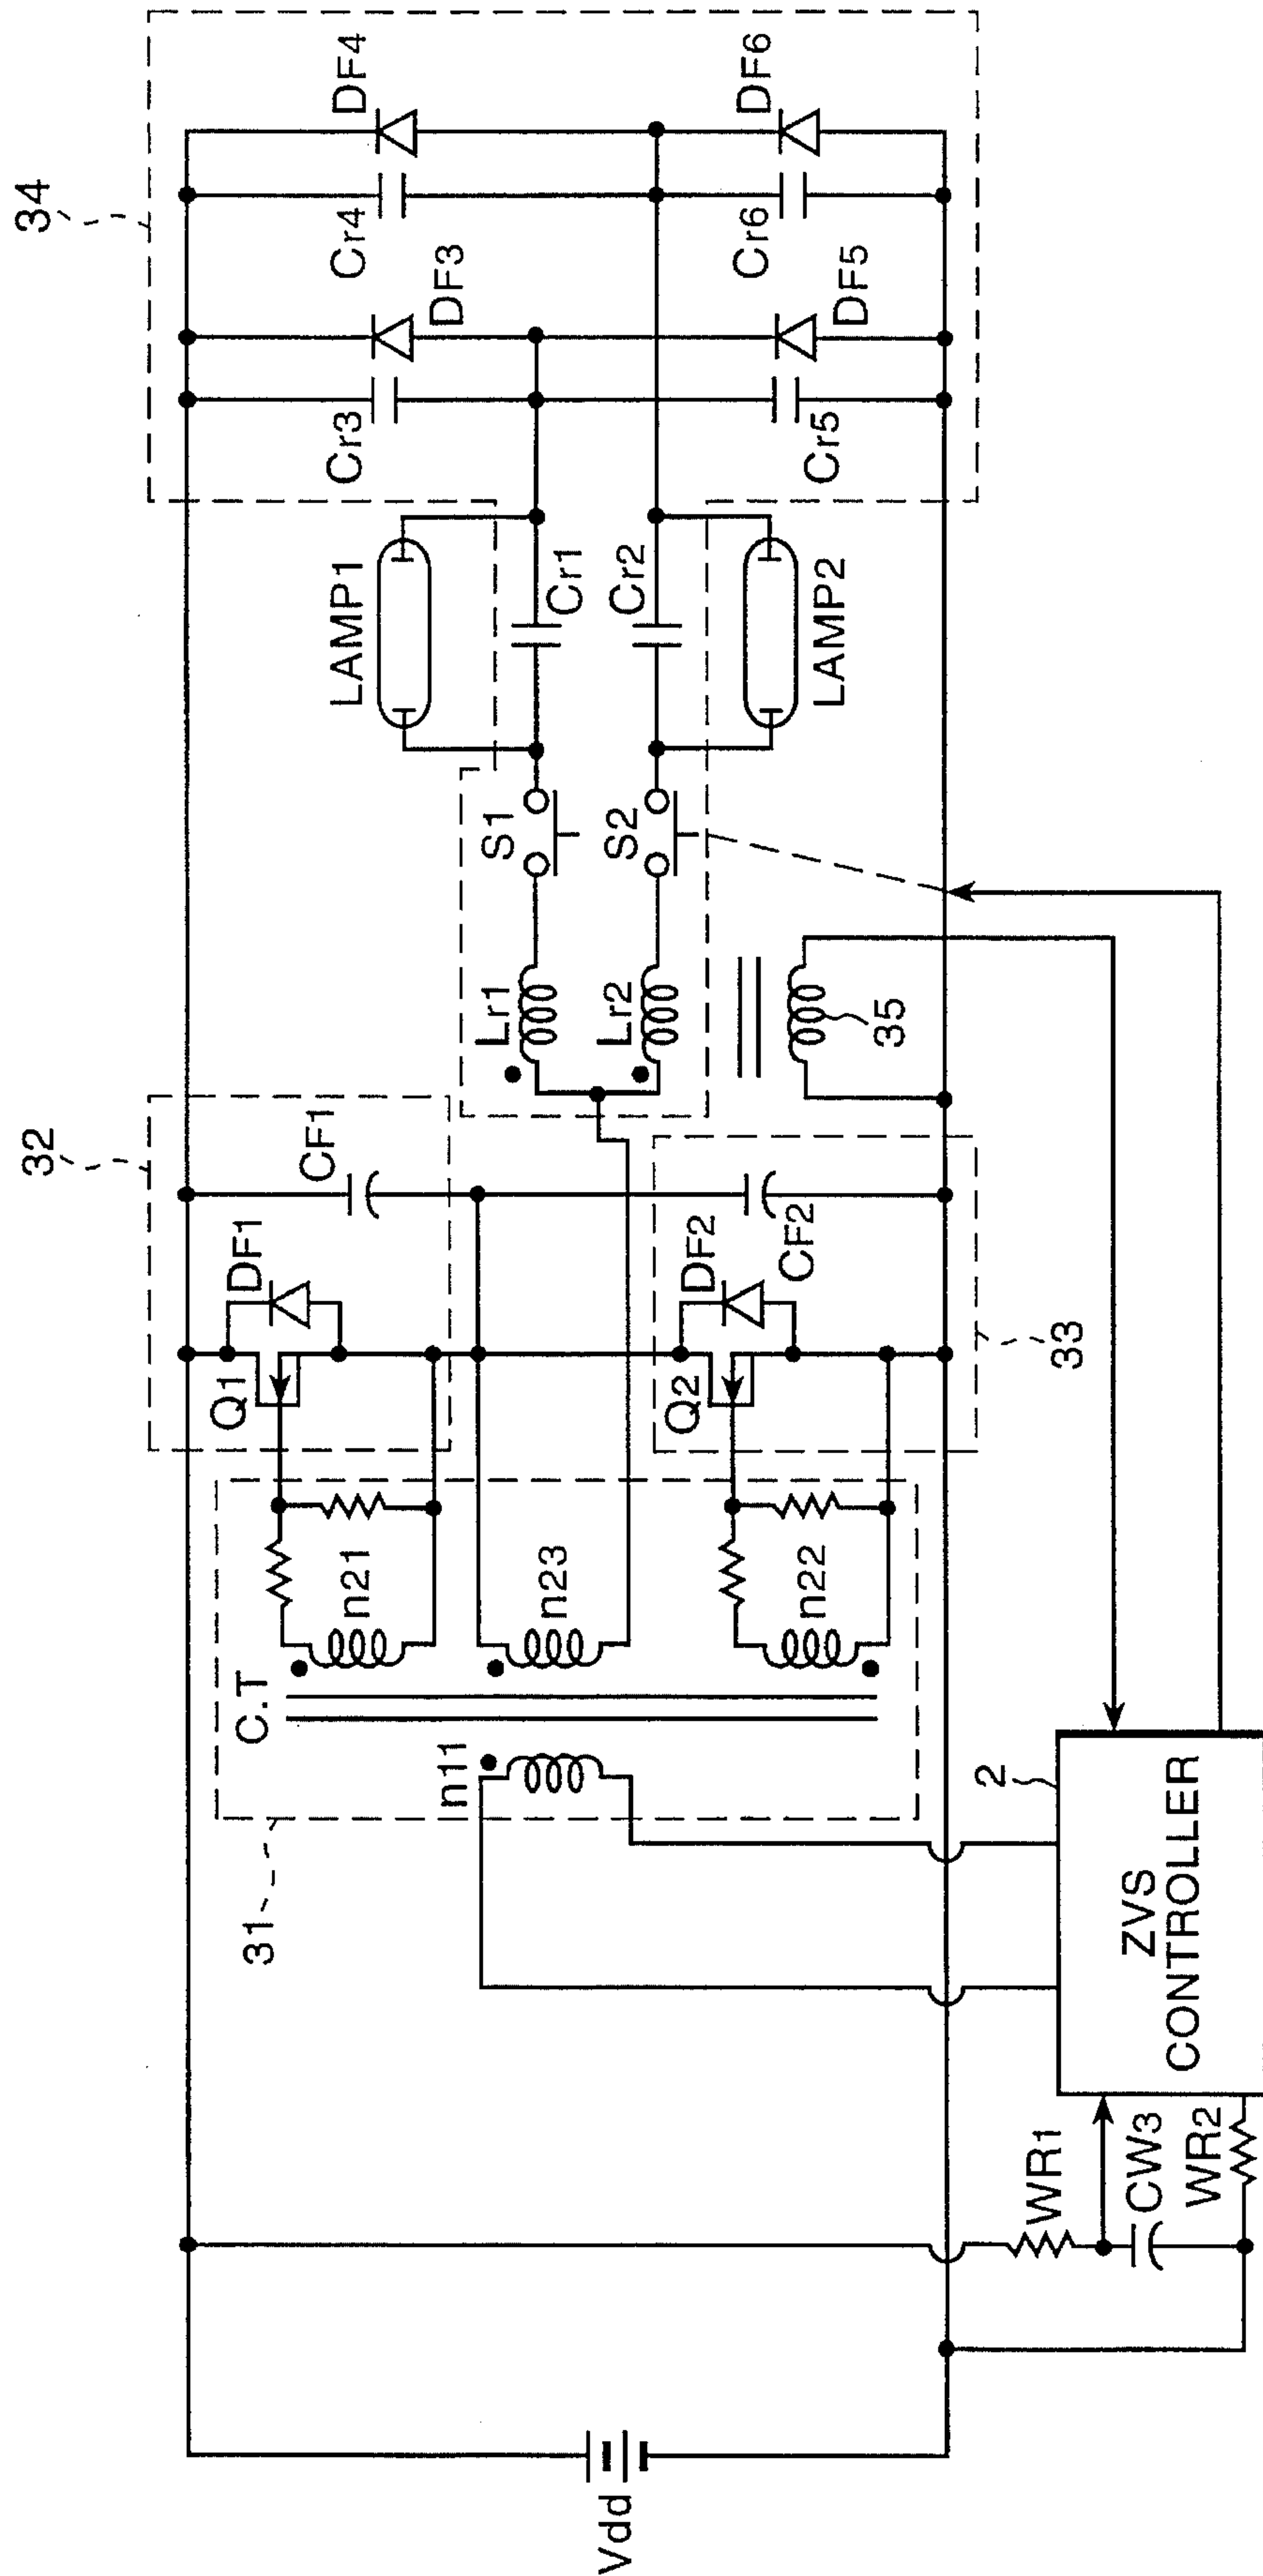 Vdd
WR1
CW3
WR2
ZVS
CONTROLLER
2
31
C.T
n11
n21
n23
n22
32
Q1
DF1
CF1
33
Q2
DF2
CF2
35
Lr1
Lr2
S1
S2
LAMP1
LAMP2
Cr1
Cr2
34
Cr3
DF3
Cr4
DF4
Cr5
DF5
Cr6
DF6